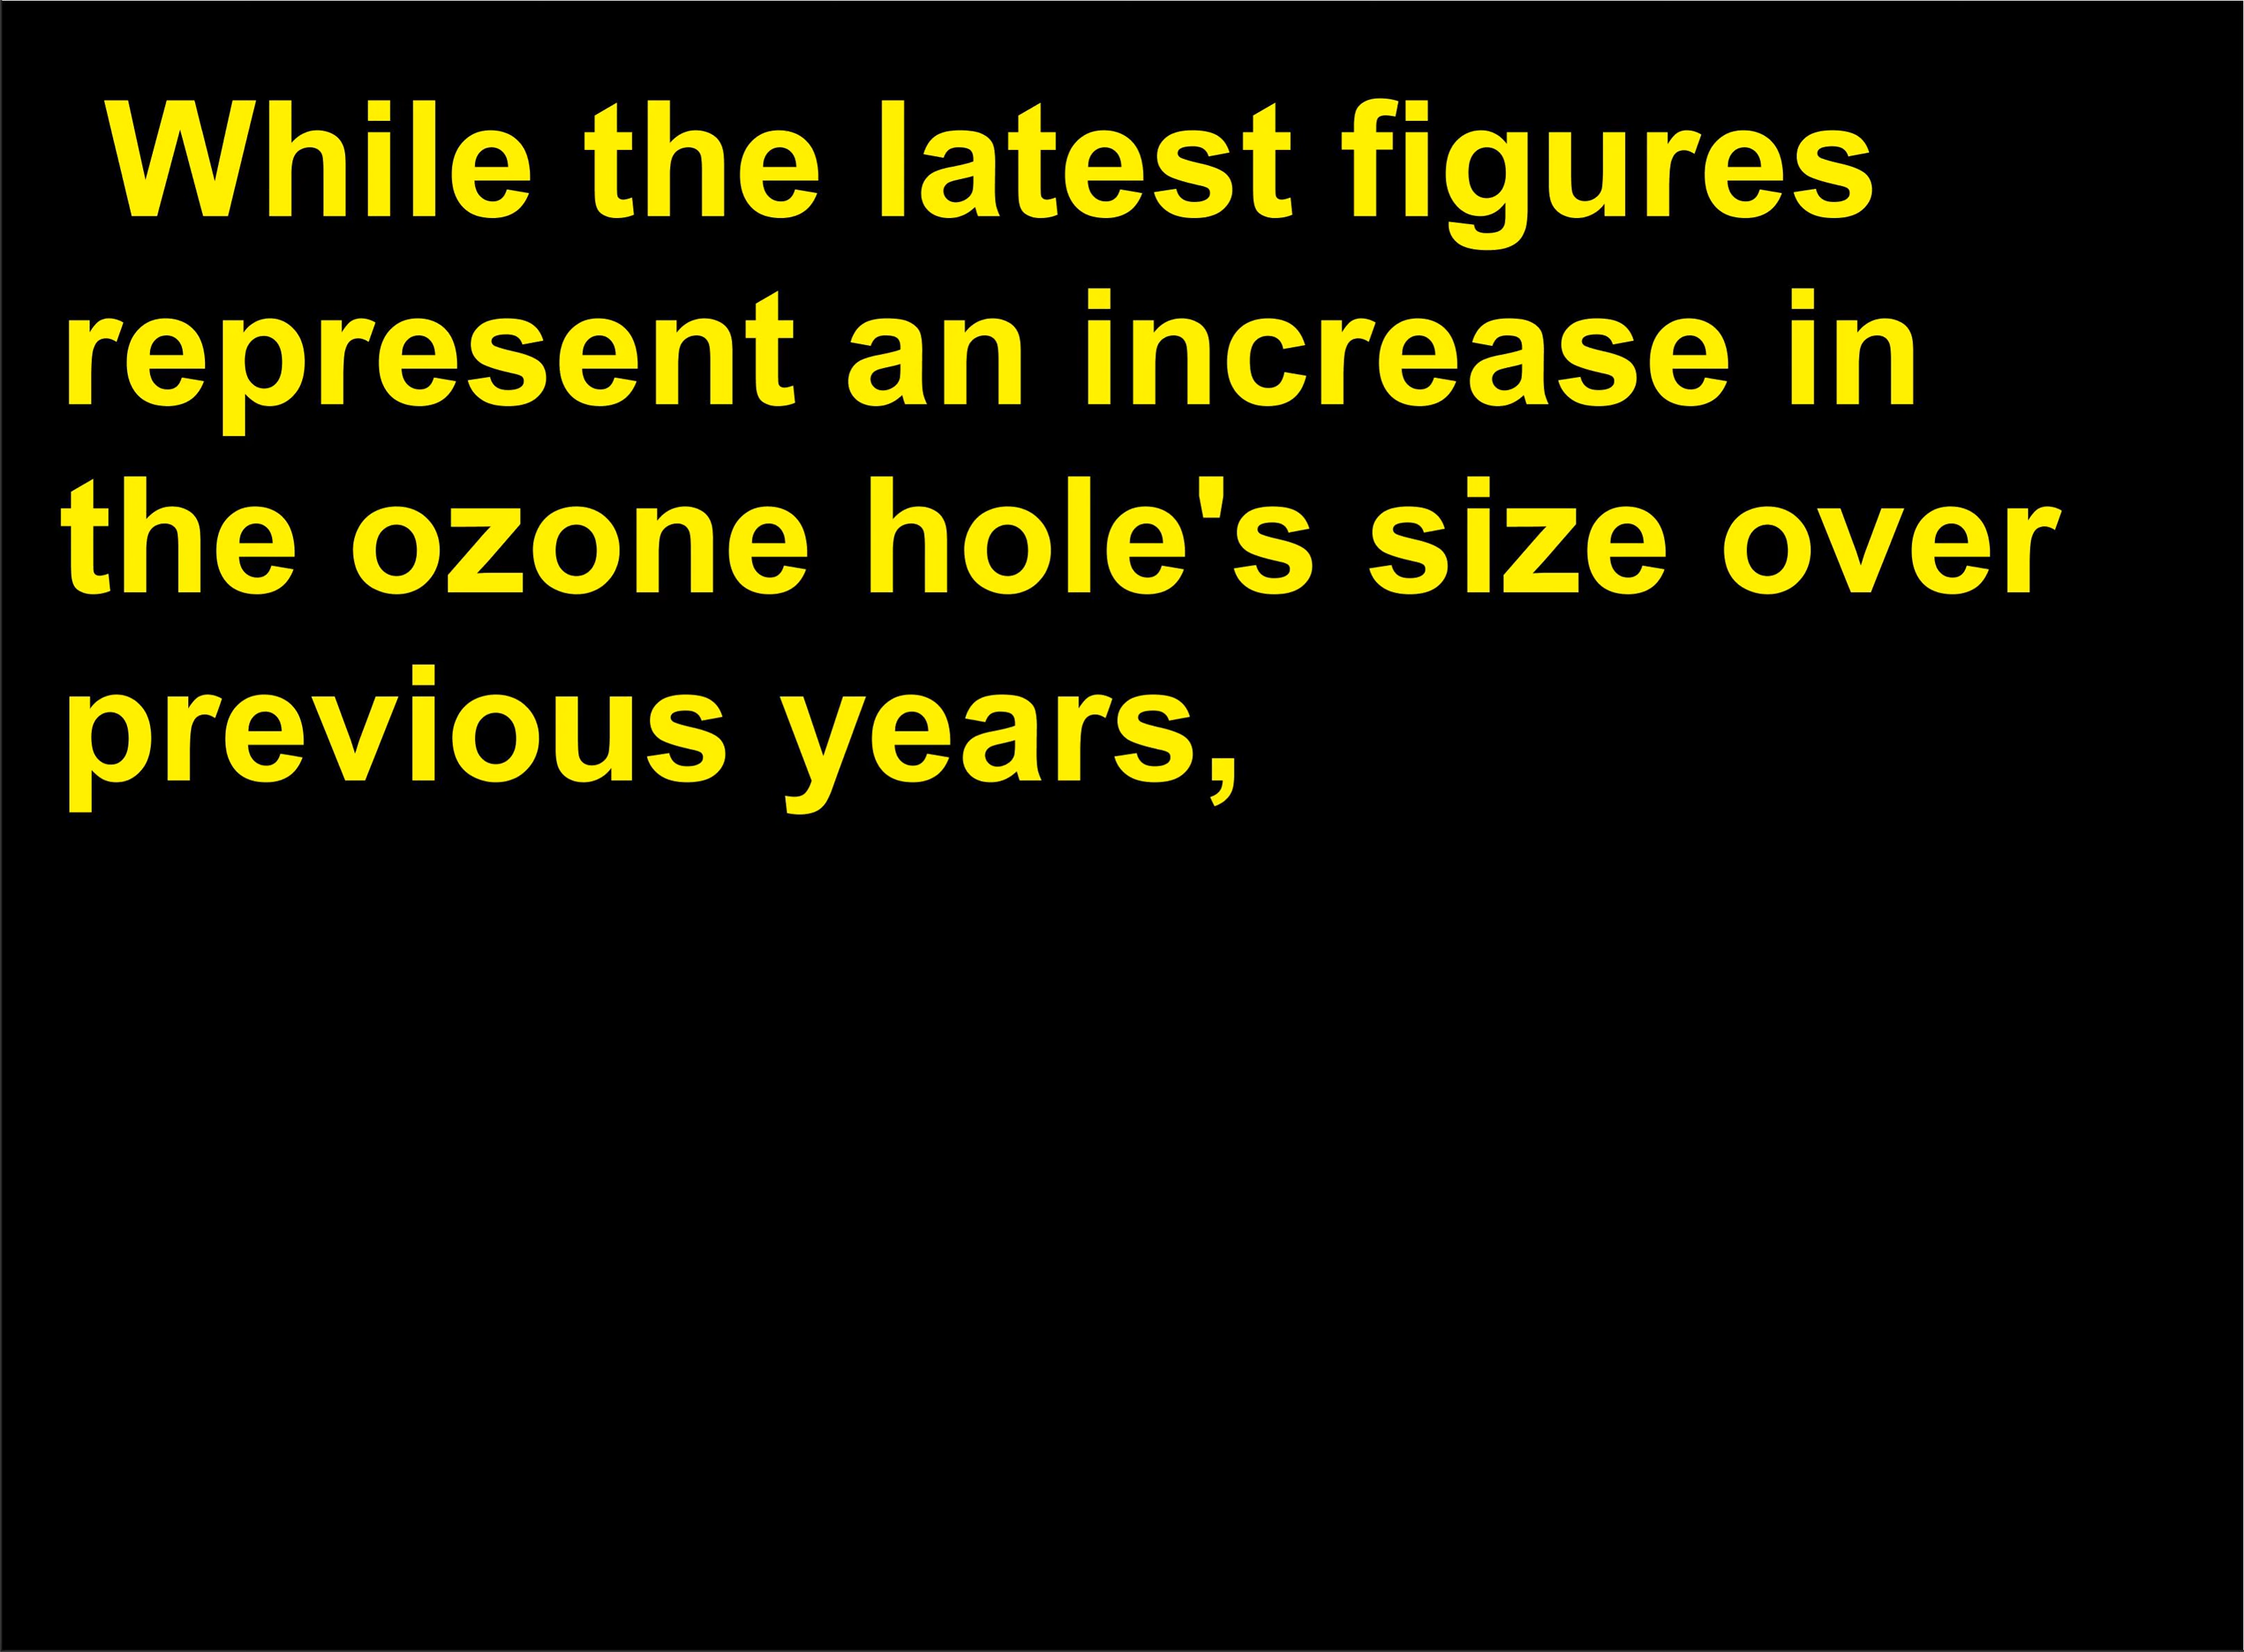 While the latest figures
represent an increase in
the ozone hole's size over
previous years,